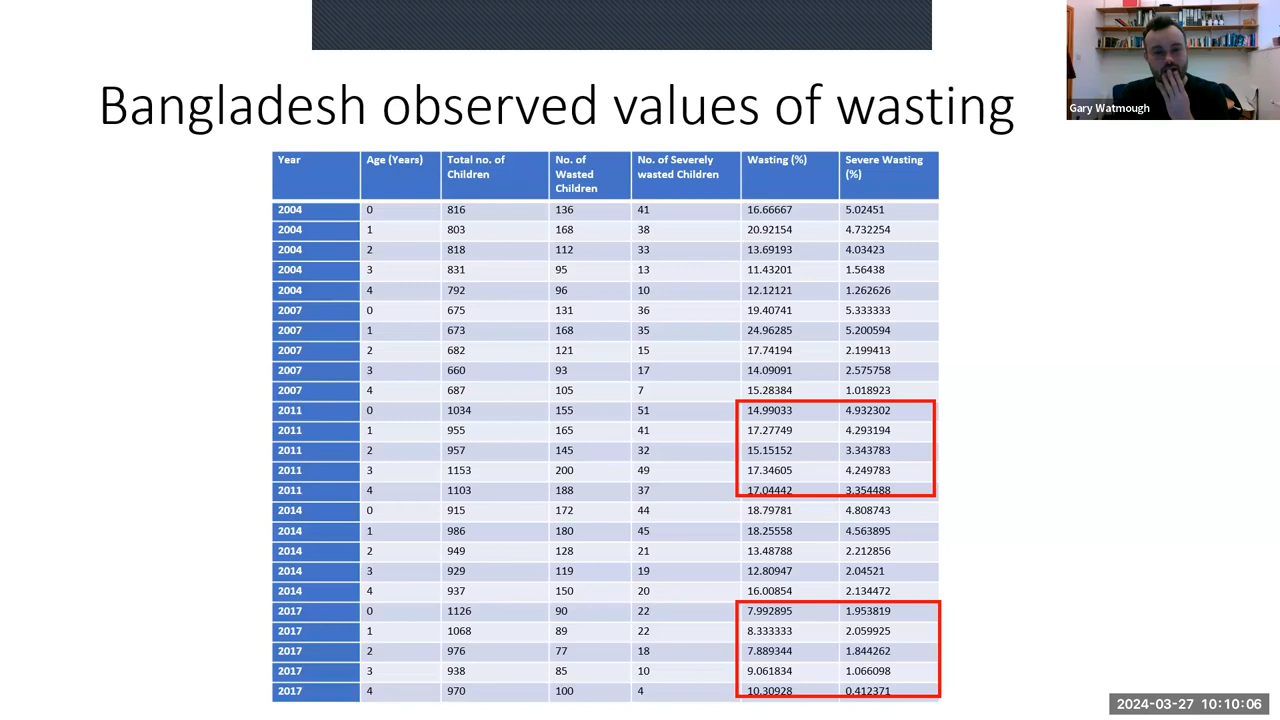 Gary Watmough
Bangladesh observed values of wasting
Year Age (Years) Total no. of Children No. of Wasted Children No. of Severely wasted Children Wasting (%) Severe Wasting (%)
2004 0 816 136 41 16.66667 5.02451
2004 1 803 168 38 20.92154 4.732254
2004 2 818 112 33 13.69193 4.03423
2004 3 831 95 13 11.43201 1.56438
2004 4 792 96 10 12.12121 1.262626
2007 0 675 131 36 19.40741 5.333333
2007 1 673 168 35 24.96285 5.200594
2007 2 682 121 15 17.74194 2.199413
2007 3 660 93 17 14.09091 2.575758
2007 4 687 105 7 15.28384 1.018923
2011 0 1034 155 51 14.99033 4.932302
2011 1 955 165 41 17.27749 4.293194
2011 2 957 145 32 15.15152 3.343783
2011 3 1153 200 49 17.34605 4.249783
2011 4 1103 188 37 17.04442 3.354488
2014 0 915 172 44 18.79781 4.808743
2014 1 986 180 45 18.25558 4.563895
2014 2 949 128 21 13.48788 2.212856
2014 3 929 119 19 12.80947 2.04521
2014 4 937 150 20 16.00854 2.134472
2017 0 1126 90 22 7.992895 1.953819
2017 1 1068 89 22 8.333333 2.059925
2017 2 976 77 18 7.889344 1.844262
2017 3 938 85 10 9.061834 1.066098
2017 4 970 100 4 10.30928 0.412371
2024-03-27 10:10:06